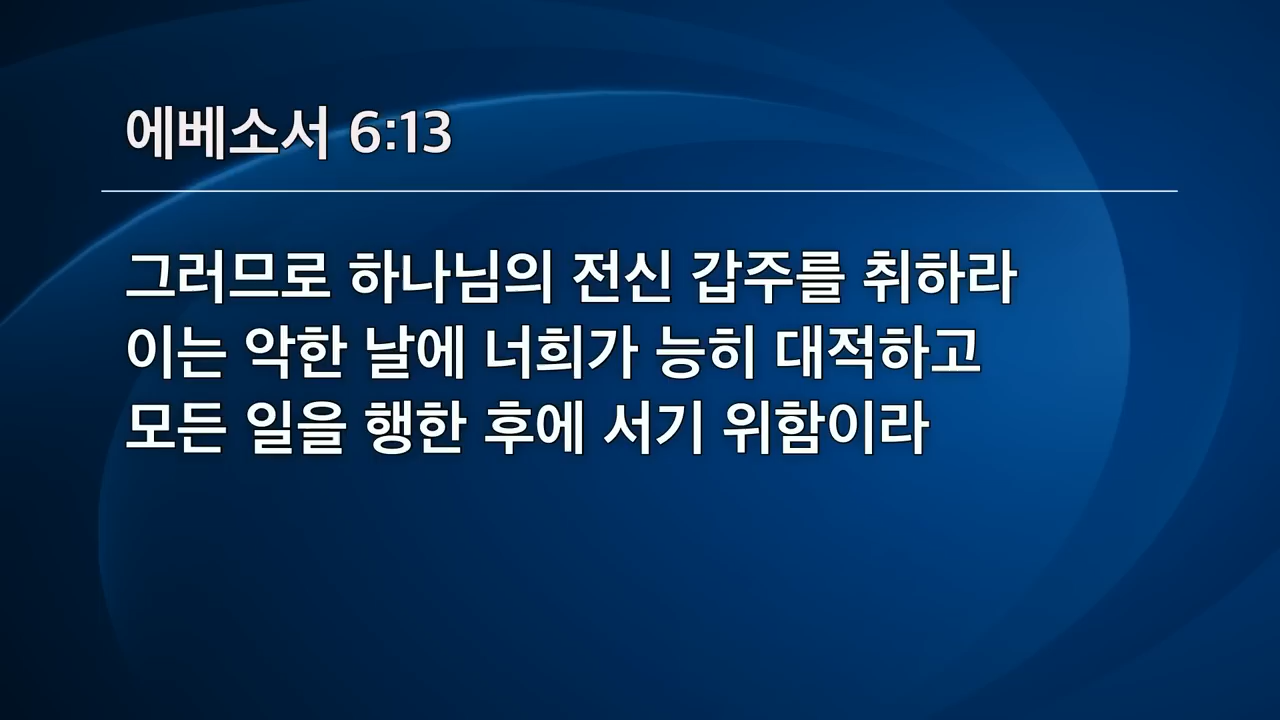 에베소서 6:13
그러므로 하나님의 전신 갑주를 취하라
이는 악한 날에 너희가 능히 대적하고
모든 일을 행한 후에 서기 위함이라